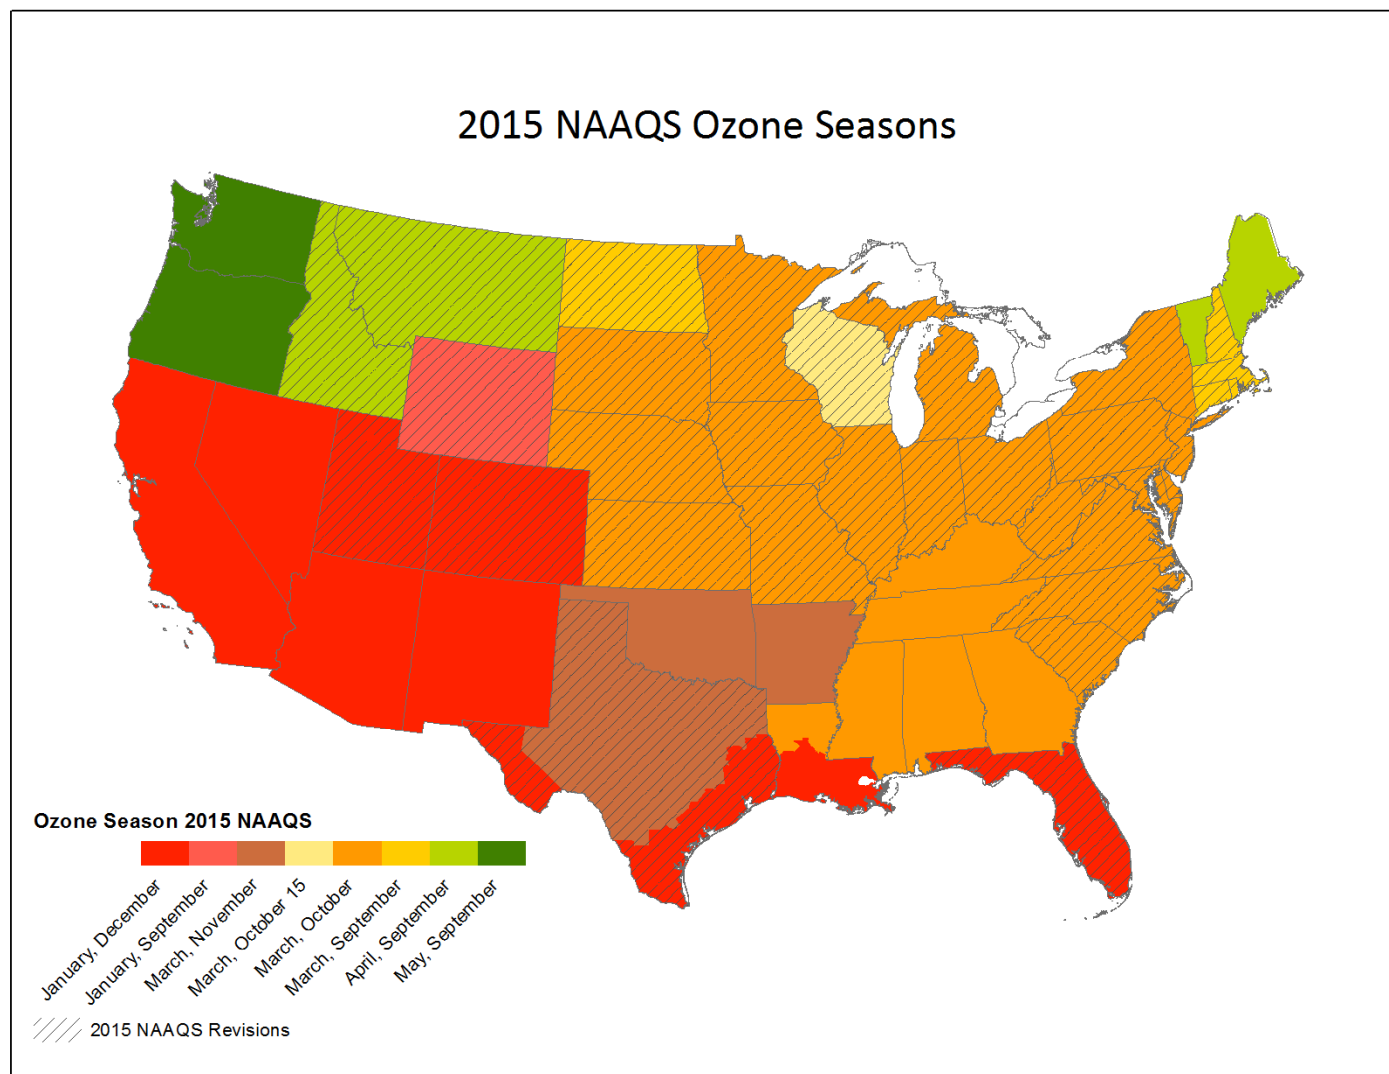 2015 NAAQS Ozone Seasons
Ozone Season 2015 NAAQS
January, December
January, September
March, November
March, October 15
March, October
March, September
April, September
May, September
2015 NAAQS Revisions